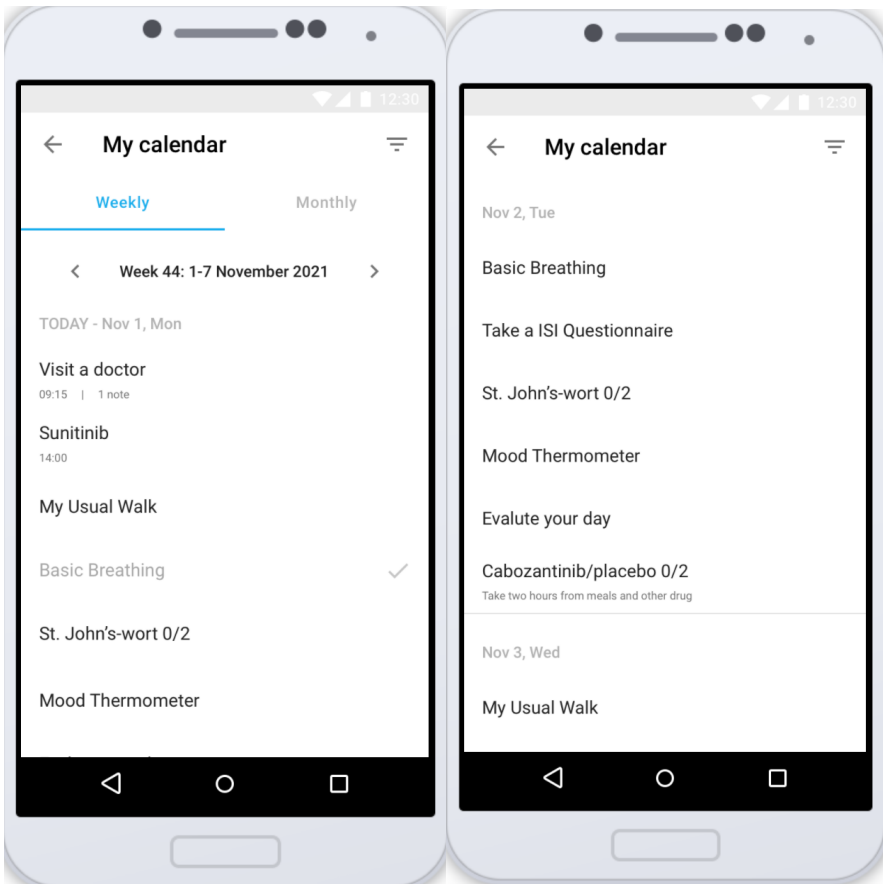 12:30
My calendar
Weekly Monthly
Week 44: 1-7 November 2021
TODAY - Nov 1, Mon
Visit a doctor
09:15 | 1 note
Sunitinib
14:00
My Usual Walk
Basic Breathing
St. John’s-wort 0/2
Mood Thermometer
12:30
My calendar
Nov 2, Tue
Basic Breathing
Take a ISI Questionnaire
St. John’s-wort 0/2
Mood Thermometer
Evalute your day
Cabozantinib/placebo 0/2
Take two hours from meals and other drug
Nov 3, Wed
My Usual Walk